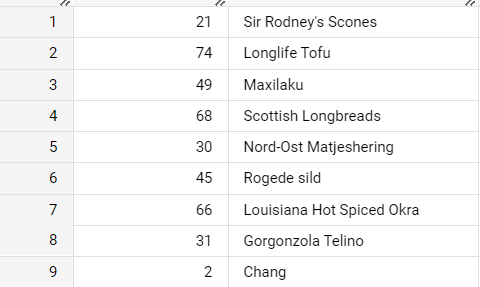 1 21 Sir Rodney's Scones
2 74 Longlife Tofu
3 49 Maxilaku
4 68 Scottish Longbreads
5 30 Nord-Ost Matjeshering
6 45 Rogede sild
7 66 Louisiana Hot Spiced Okra
8 31 Gorgonzola Telino
9 2 Chang